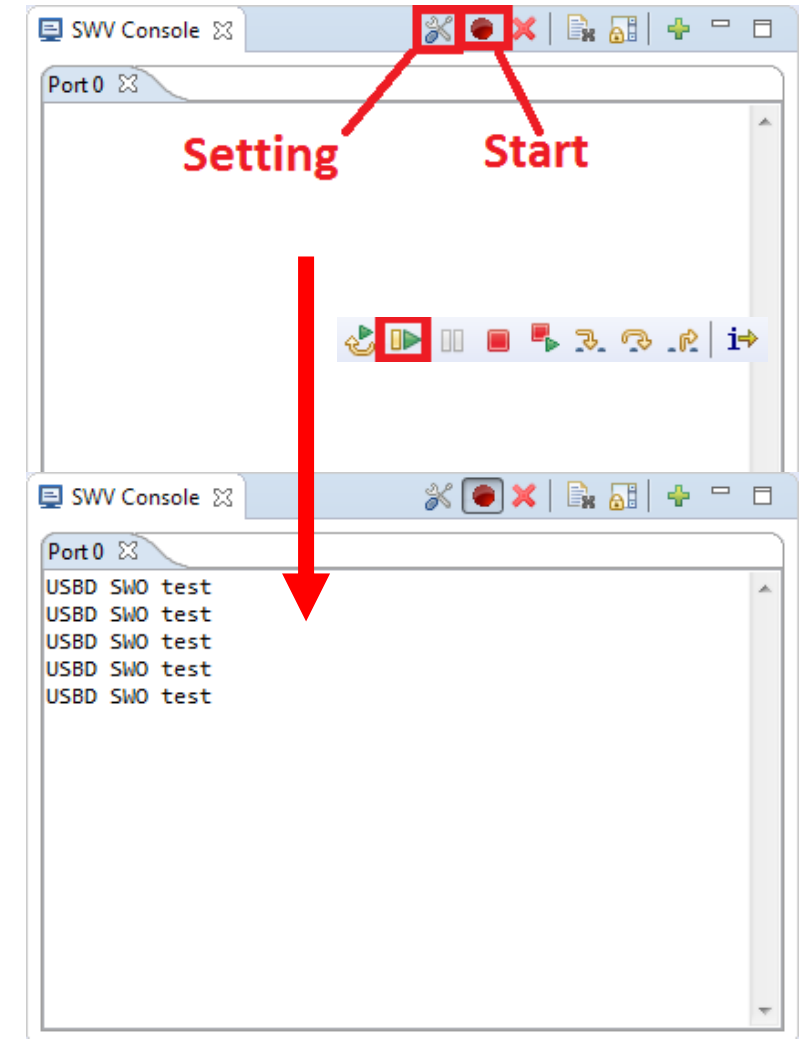 SWV Console
Port 0
Setting Start
i
SWV Console
Port 0
USBD SWO test
USBD SWO test
USBD SWO test
USBD SWO test
USBD SWO test